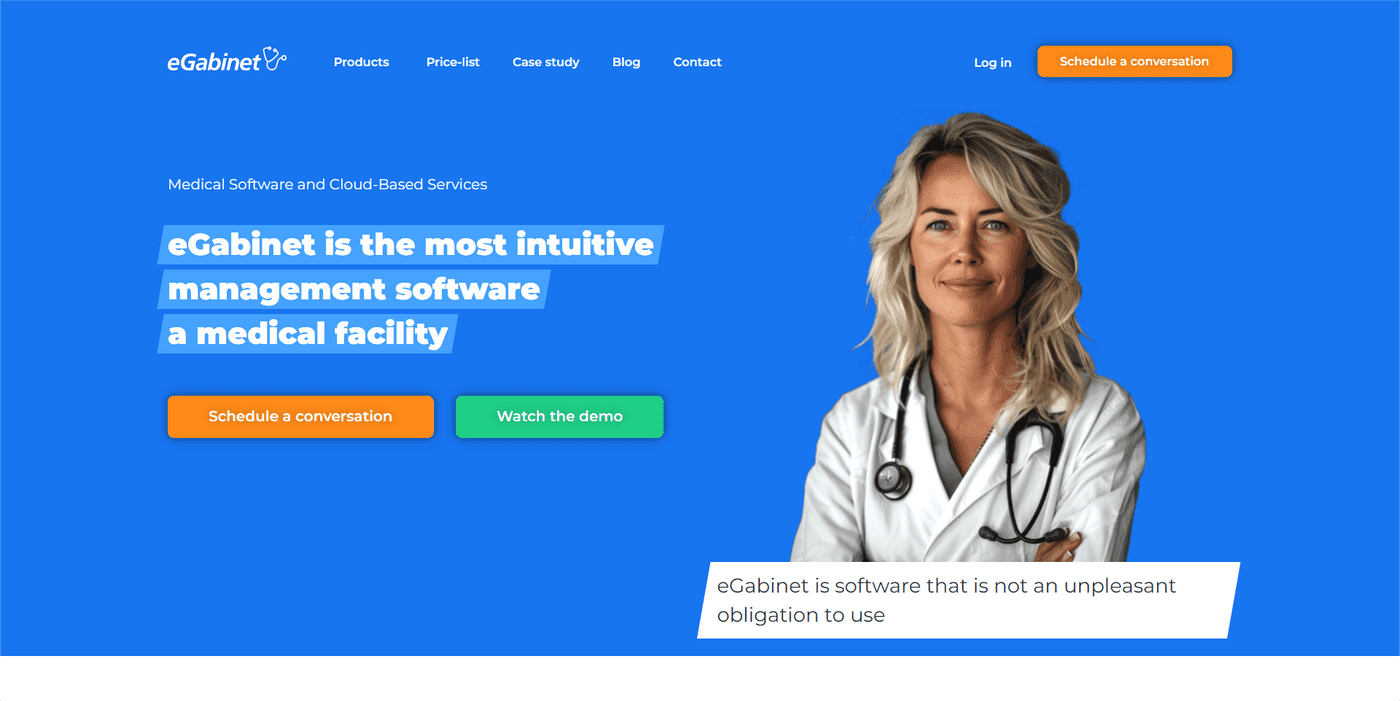 eGabinet
Products
Price-list
Case study
Blog
Contact
Log in
Schedule a conversation
Medical Software and Cloud-Based Services
eGabinet is the most intuitive
management software
a medical facility
Schedule a conversation
Watch the demo
eGabinet is software that is not an unpleasant
obligation to use